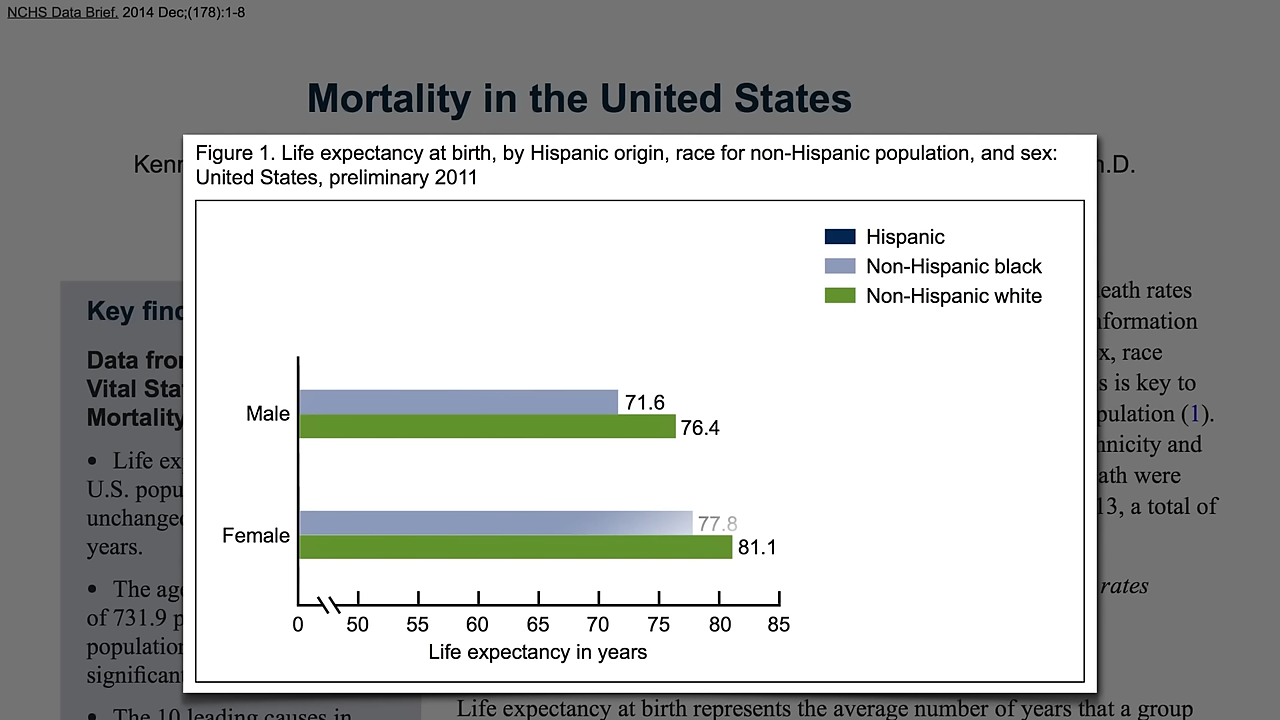 NCHS Data Brief. 2014 Dec;(178):1-8
Mortality in the United States
Figure 1. Life expectancy at birth, by Hispanic origin, race for non-Hispanic population, and sex:
United States, preliminary 2011
Hispanic
Non-Hispanic black
Non-Hispanic white
Male
71.6
76.4
Female
77.8
81.1
0 50 55 60 65 70 75 80 85
Life expectancy in years
Kenn
.D.
Key find
Data from
Vital Sta
Mortality
• Life ex
U.S. popu
unchanged
years.
• The age
of 731.9 p
population
significan
• The 10 leading causes in
eath rates
nformation
x, race
s is key to
pulation (1).
nicity and
ath were
13, a total of
rates
Life expectancy at birth represents the average number of years that a group